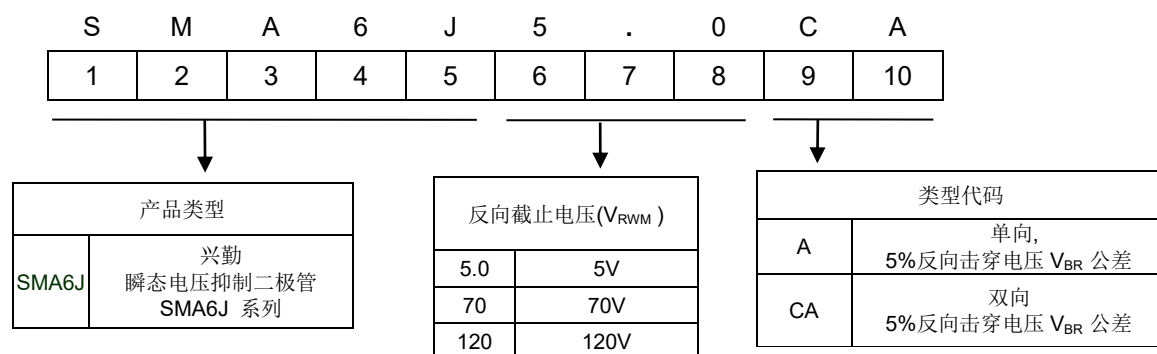 S M A 6 J 5 . 0 C A
1 2 3 4 5 6 7 8 9 10
产品类型
SMA6J
兴勤
瞬态电压抑制二极管
SMA6J 系列
反向截止电压(VRWM )
5.0 5V
70 70V
120 120V
类型代码
A
单向,
5%反向击穿电压 VBR 公差
CA
双向
5%反向击穿电压 VBR 公差